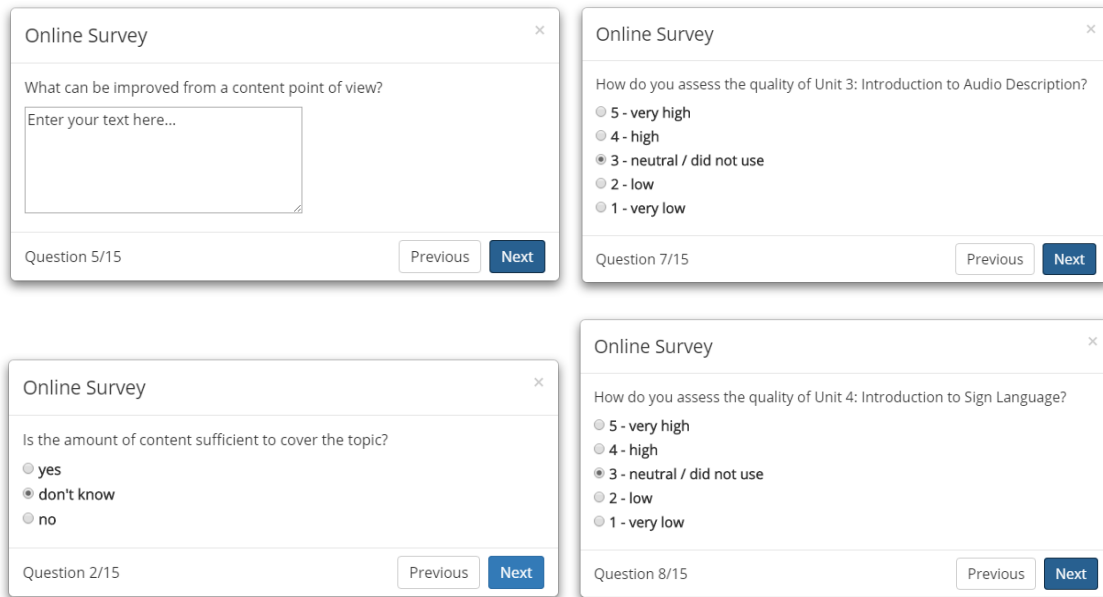 Online Survey ×
What can be improved from a content point of view?
Enter your text here...
Question 5/15 Previous Next
Online Survey ×
How do you assess the quality of Unit 3: Introduction to Audio Description?
5 - very high
4 - high
3 - neutral / did not use
2 - low
1 - very low
Question 7/15 Previous Next
Online Survey ×
Is the amount of content sufficient to cover the topic?
yes
don't know
no
Question 2/15 Previous Next
Online Survey ×
How do you assess the quality of Unit 4: Introduction to Sign Language?
5 - very high
4 - high
3 - neutral / did not use
2 - low
1 - very low
Question 8/15 Previous Next